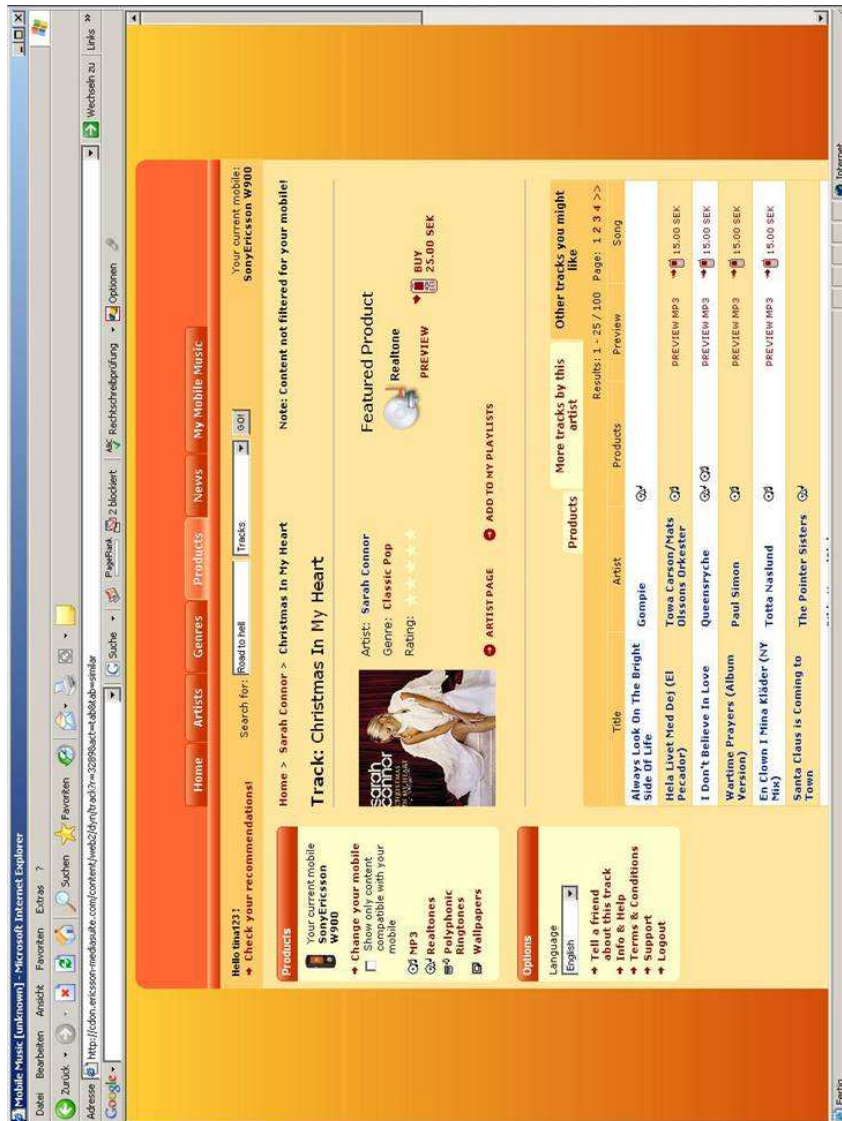 Mobile Music [unknown] - Microsoft Internet Explorer
Datei Bearbeiten Ansicht Favoriten Extras ?
Zurück Suchen Favoriten
Adresse http://cdon.ericsson-mediasuite.com/content/web2/dyn/track?r=3289&act=tab&tab=similar Wechseln zu Links »
Google Suche PageRank 2 blockiert Rechtschreibprüfung Optionen
Home Artists Genres Products News My Mobile Music
Hello tina123!
Check your recommendations!
Search for: Road to hell Tracks: GO!
Your current mobile:
SonyEricsson W900
Products
Your current mobile
SonyEricsson
W900
Change your mobile
Show only content
compatible with your
mobile
MP3
Realtones
Polyphonic
Ringtones
Wallpapers
Options
Language
English
Tell a friend
about this track
Info & Help
Terms & Conditions
Support
Logout
Home > Sarah Connor > Christmas In My Heart
Note: Content not filtered for your mobile!
Track: Christmas In My Heart
sarah
connor
CHRISTMAS
IN MY HEART
Artist: Sarah Connor
Genre: Classic Pop
Rating:
ARTIST PAGE ADD TO MY PLAYLISTS
Featured Product
Realtone
PREVIEW BUY
25.00 SEK
Products
More tracks by this
artist
Other tracks you might
like
Results: 1 - 25 / 100 Page: 1 2 3 4 >>
Title Artist Products Preview Song
Always Look On The Bright
Side Of Life
Gompie
Hela Livet Med Dej (El
Pecador)
Towa Carson/Mats
Olssons Orkester
PREVIEW MP3 15.00 SEK
I Don't Believe In Love Queensryche PREVIEW MP3 15.00 SEK
Wartime Prayers (Album
Version)
Paul Simon PREVIEW MP3 15.00 SEK
En Clown I Mina Kläder (NY
Mix)
Totta Naslund PREVIEW MP3 15.00 SEK
Santa Claus is Coming to
Town
The Pointer Sisters
Fertig Internet